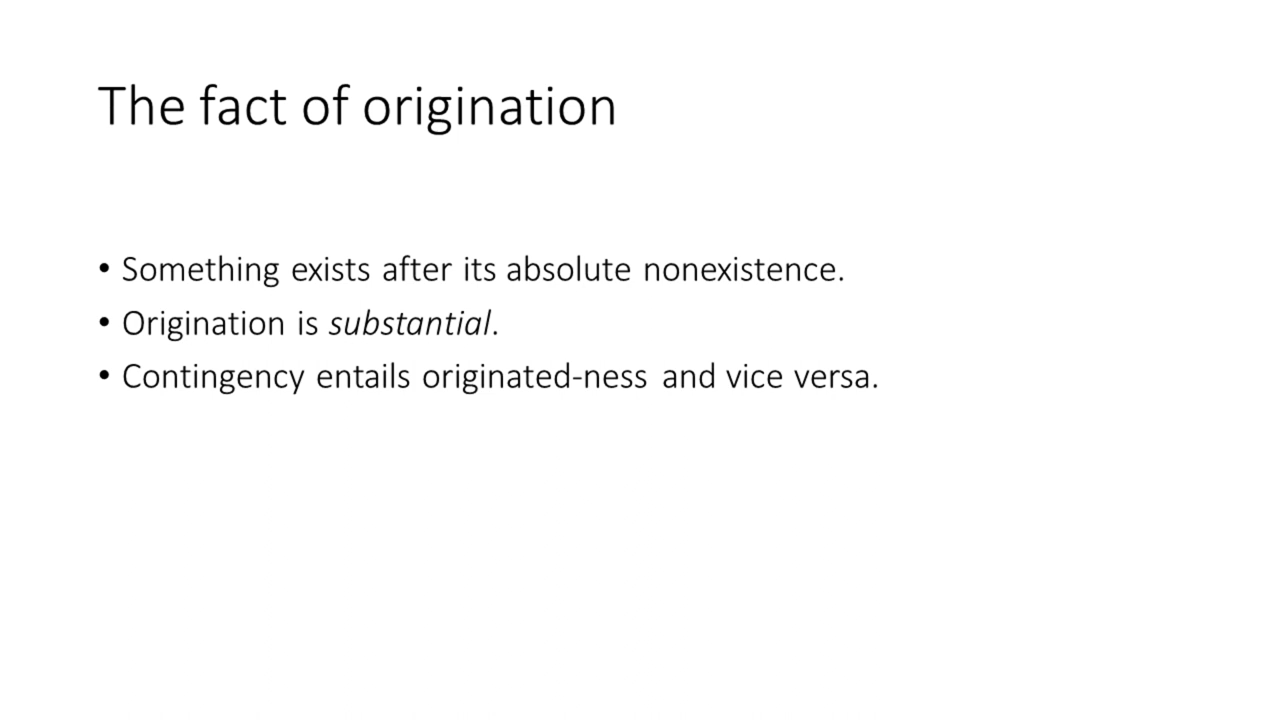 The fact of origination
• Something exists after its absolute nonexistence.
• Origination is substantial.
• Contingency entails originated-ness and vice versa.